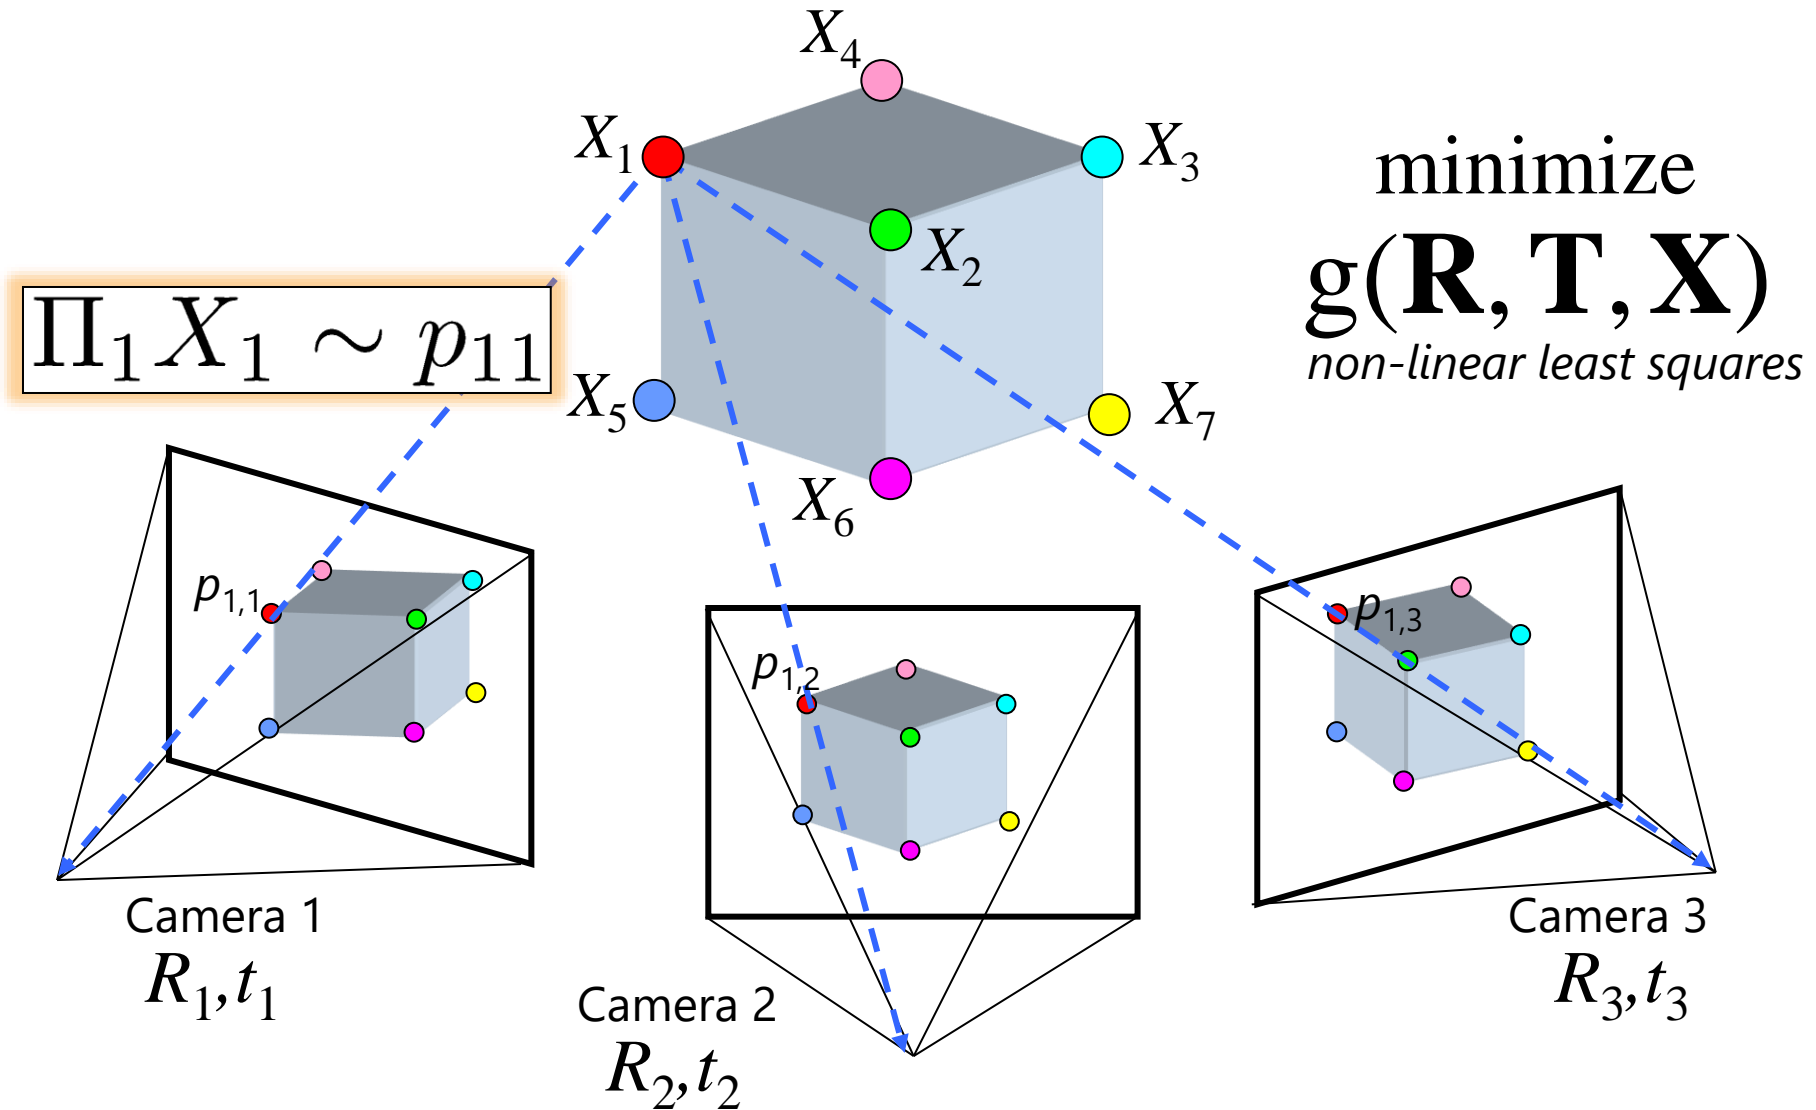 X₄
X₁
X₃
X₂
minimize
g(R, T, X)
non-linear least squares
Π₁X₁ ∼ p₁₁
X₅
X₇
X₆
p₁,₁
p₁,₂
p₁,₃
Camera 1
R₁,t₁
Camera 2
R₂,t₂
Camera 3
R₃,t₃